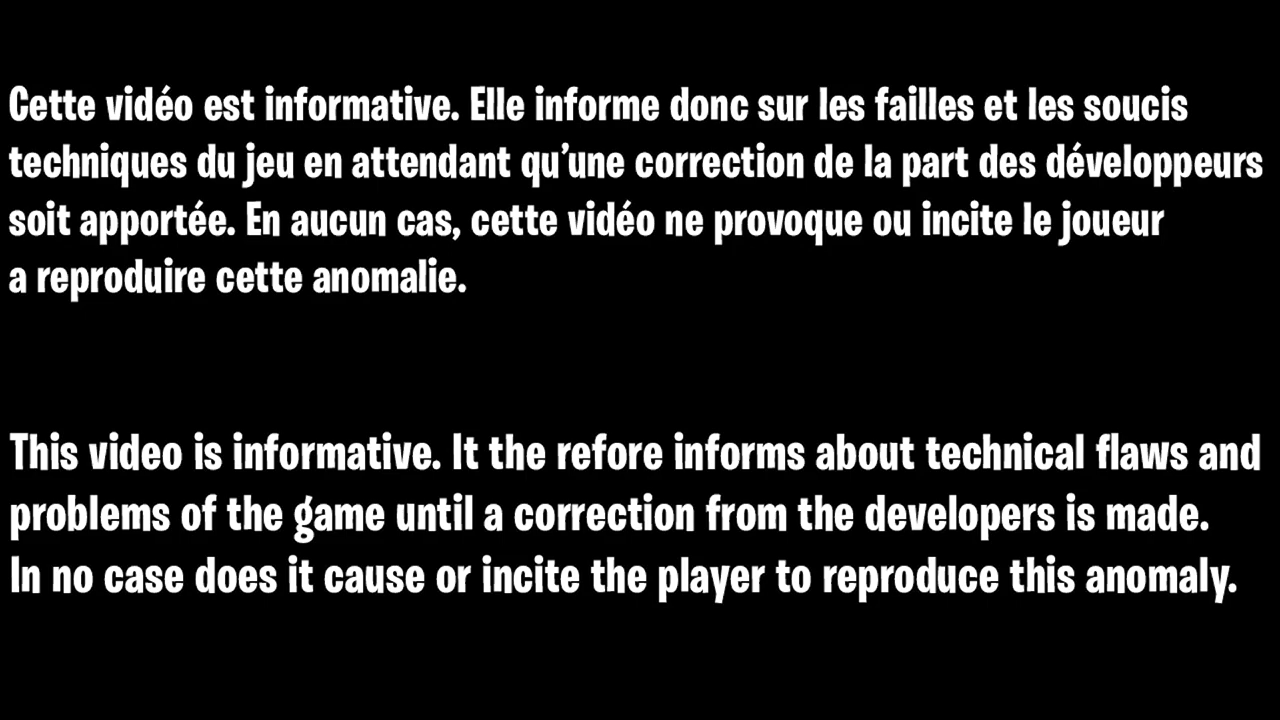 Cette vidéo est informative. Elle informe donc sur les failles et les soucis
techniques du jeu en attendant qu’une correction de la part des développeurs
soit apportée. En aucun cas, cette vidéo ne provoque ou incite le joueur
a reproduire cette anomalie.
This video is informative. It the refore informs about technical flaws and
problems of the game until a correction from the developers is made.
In no case does it cause or incite the player to reproduce this anomaly.